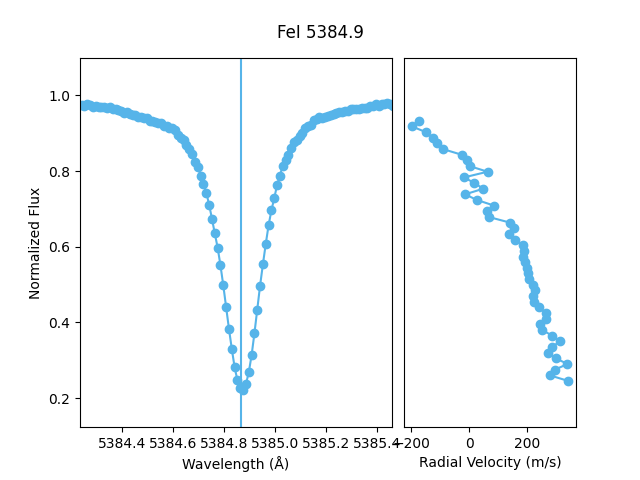 FeI 5384.9
Normalized Flux
1.0
0.8
0.6
0.4
0.2
5384.4 5384.6 5384.8 5385.0 5385.2 5385.4
−200 0 200
Wavelength (Å)
Radial Velocity (m/s)